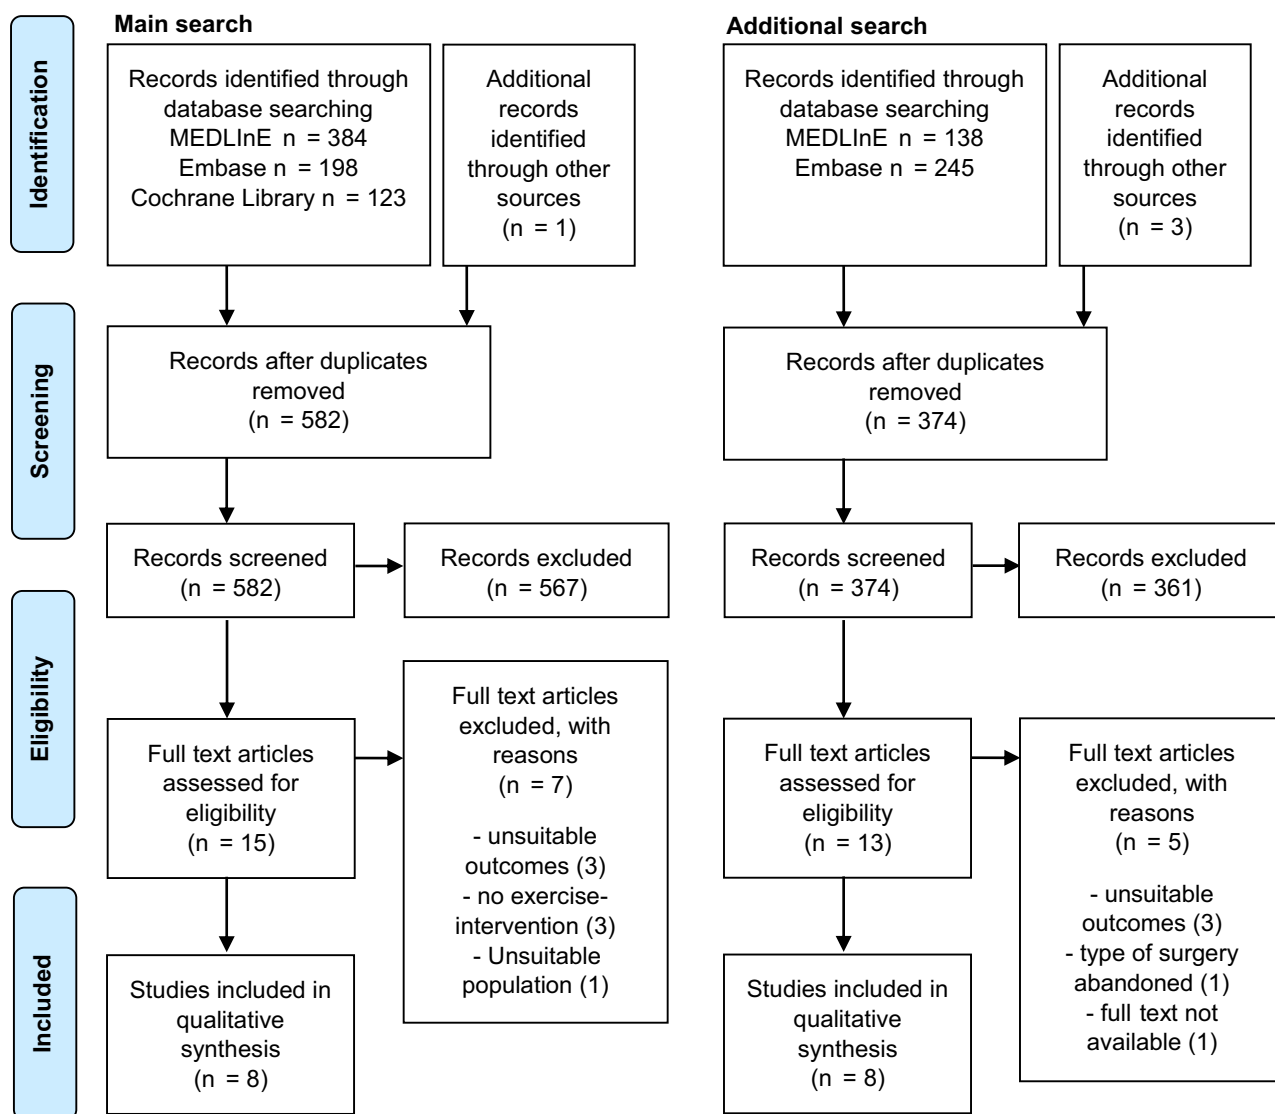 Main search
Additional search
Identification
Records identified through
database searching
MEDLInE n = 384
Embase n = 198
Cochrane Library n = 123
Additional
records
identified
through other
sources
(n = 1)
Records identified through
database searching
MEDLInE n = 138
Embase n = 245
Additional
records
identified
through other
sources
(n = 3)
Screening
Records after duplicates
removed
(n = 582)
Records after duplicates
removed
(n = 374)
Records screened
(n = 582)
Records excluded
(n = 567)
Records screened
(n = 374)
Records excluded
(n = 361)
Eligibility
Full text articles
assessed for
eligibility
(n = 15)
Full text articles
excluded, with
reasons
(n = 7)
- unsuitable
outcomes (3)
- no exercise-
intervention (3)
- Unsuitable
population (1)
Full text articles
assessed for
eligibility
(n = 13)
Full text articles
excluded, with
reasons
(n = 5)
- unsuitable
outcomes (3)
- type of surgery
abandoned (1)
- full text not
available (1)
Included
Studies included in
qualitative
synthesis
(n = 8)
Studies included in
qualitative
synthesis
(n = 8)